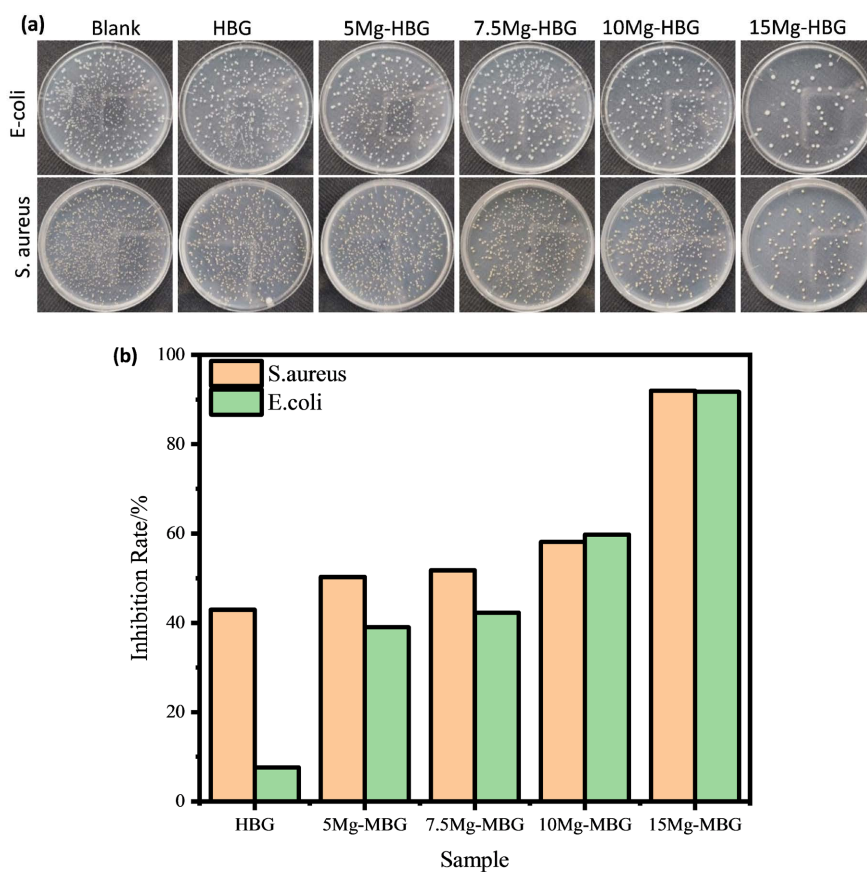 (a) Blank HBG 5Mg-HBG 7.5Mg-HBG 10Mg-HBG 15Mg-HBG
E-coli
S. aureus
(b)
100
80
60
40
20
0
Inhibition Rate/%
S.aureus
E.coli
HBG 5Mg-MBG 7.5Mg-MBG 10Mg-MBG 15Mg-MBG
Sample